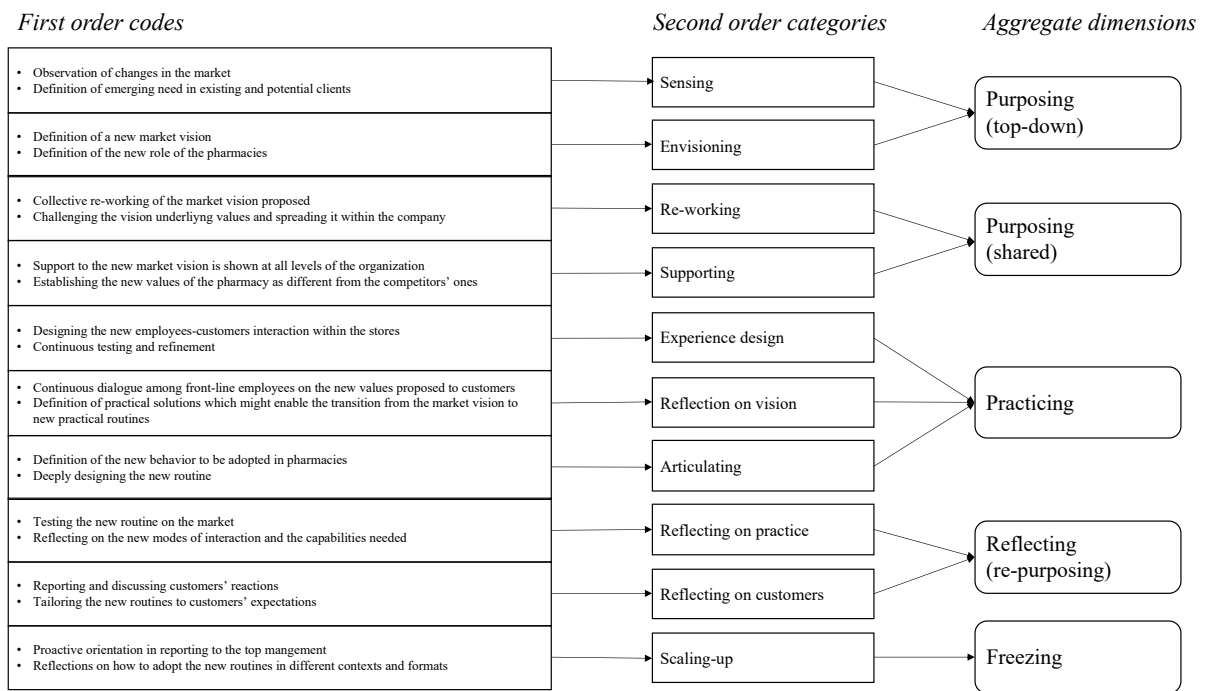 First order codes
Second order categories
Aggregate dimensions
• Observation of changes in the market
• Definition of emerging need in existing and potential clients
Sensing
• Definition of a new market vision
• Definition of the new role of the pharmacies
Envisioning
Purposing
(top-down)
• Collective re-working of the market vision proposed
• Challenging the vision underliyng values and spreading it within the company
Re-working
• Support to the new market vision is shown at all levels of the organization
• Establishing the new values of the pharmacy as different from the competitors’ ones
Supporting
Purposing
(shared)
• Designing the new employees-customers interaction within the stores
• Continuous testing and refinement
Experience design
• Continuous dialogue among front-line employees on the new values proposed to customers
• Definition of practical solutions which might enable the transition from the market vision to
new practical routines
Reflection on vision
• Definition of the new behavior to be adopted in pharmacies
• Deeply designing the new routine
Articulating
Practicing
• Testing the new routine on the market
• Reflecting on the new modes of interaction and the capabilities needed
Reflecting on practice
• Reporting and discussing customers’ reactions
• Tailoring the new routines to customers’ expectations
Reflecting on customers
Reflecting
(re-purposing)
• Proactive orientation in reporting to the top mangement
• Reflections on how to adopt the new routines in different contexts and formats
Scaling-up
Freezing